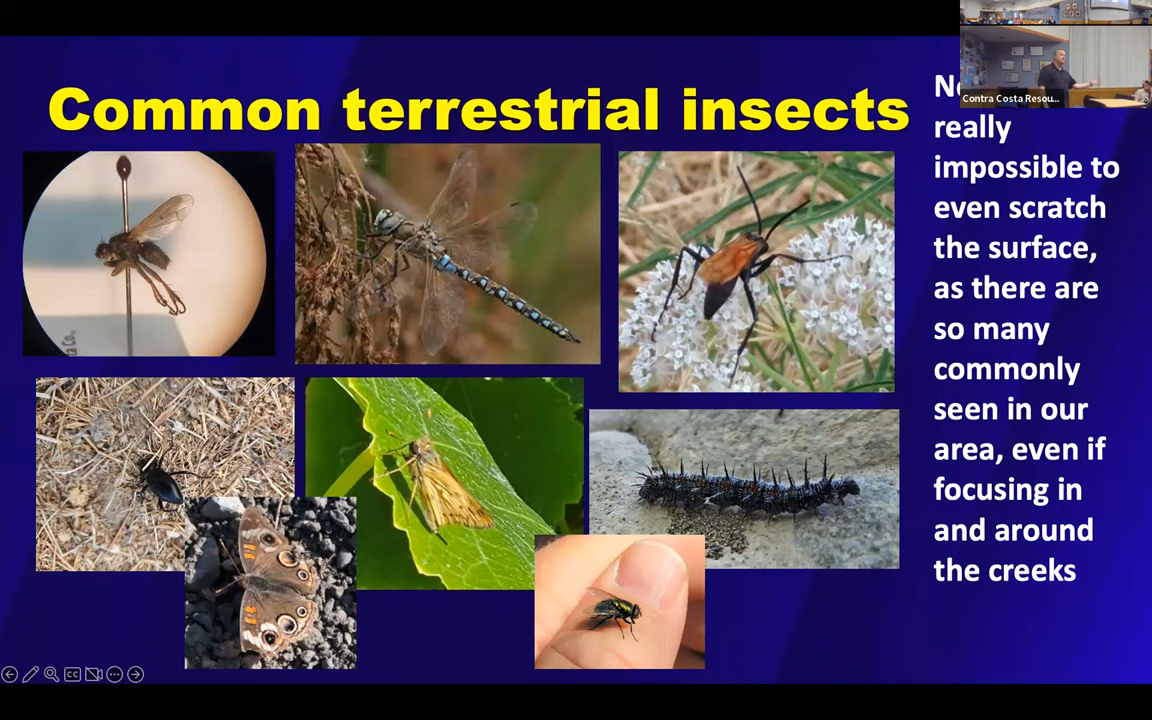 Common terrestrial insects
really
impossible to
even scratch
the surface,
as there are
so many
commonly
seen in our
area, even if
focusing in
and around
the creeks
Contra Costa Resou...
CC